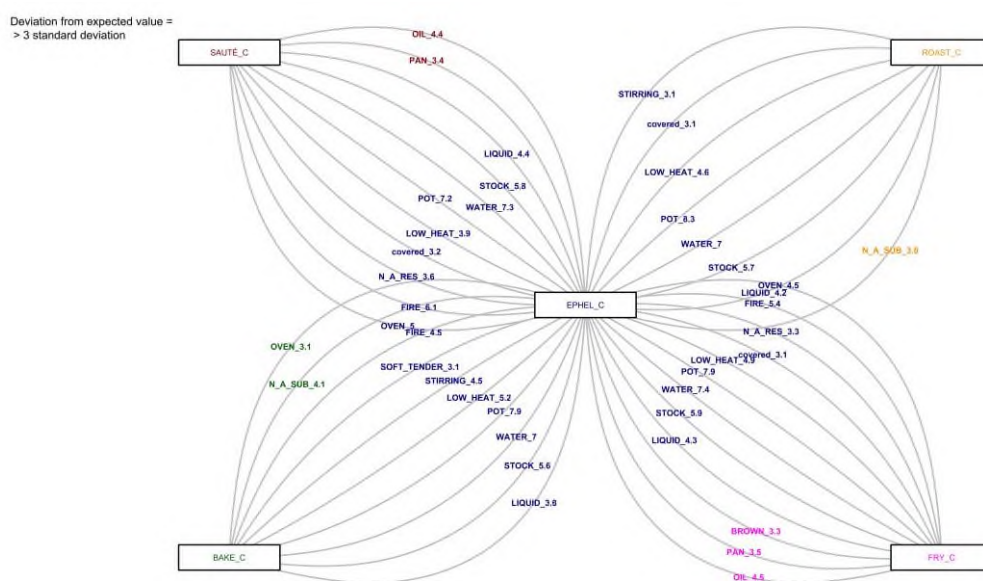 Deviation from expected value =
> 3 standard deviation
SAUTÉ_C
OIL_4.4
ROAST_C
PAN_3.4
STIRRING_3.1
covered_3.1
LIQUID_4.4
LOW_HEAT_4.6
STOCK_5.8
POT_7.2
WATER_7.3
POT_8.3
LOW_HEAT_3.9
WATER_7
covered_3.2
N_A_SUB_3.8
STOCK_5.7
N_A_RES_3.6
OVEN_4.5
LIQUID_4.2
EPHEL_C
FIRE_5.4
FIRE_6.1
OVEN_5
FIRE_4.5
N_A_RES_3.3
OVEN_3.1
covered_3.1
LOW_HEAT_4.9
SOFT_TENDER_3.1
POT_7.9
STIRRING_4.5
N_A_SUB_4.1
WATER_7.4
LOW_HEAT_5.2
POT_7.9
STOCK_5.9
WATER_7
LIQUID_4.3
STOCK_5.6
LIQUID_3.6
BROWN_3.3
PAN_3.5
BAKE_C
FRY_C
OIL_4.5